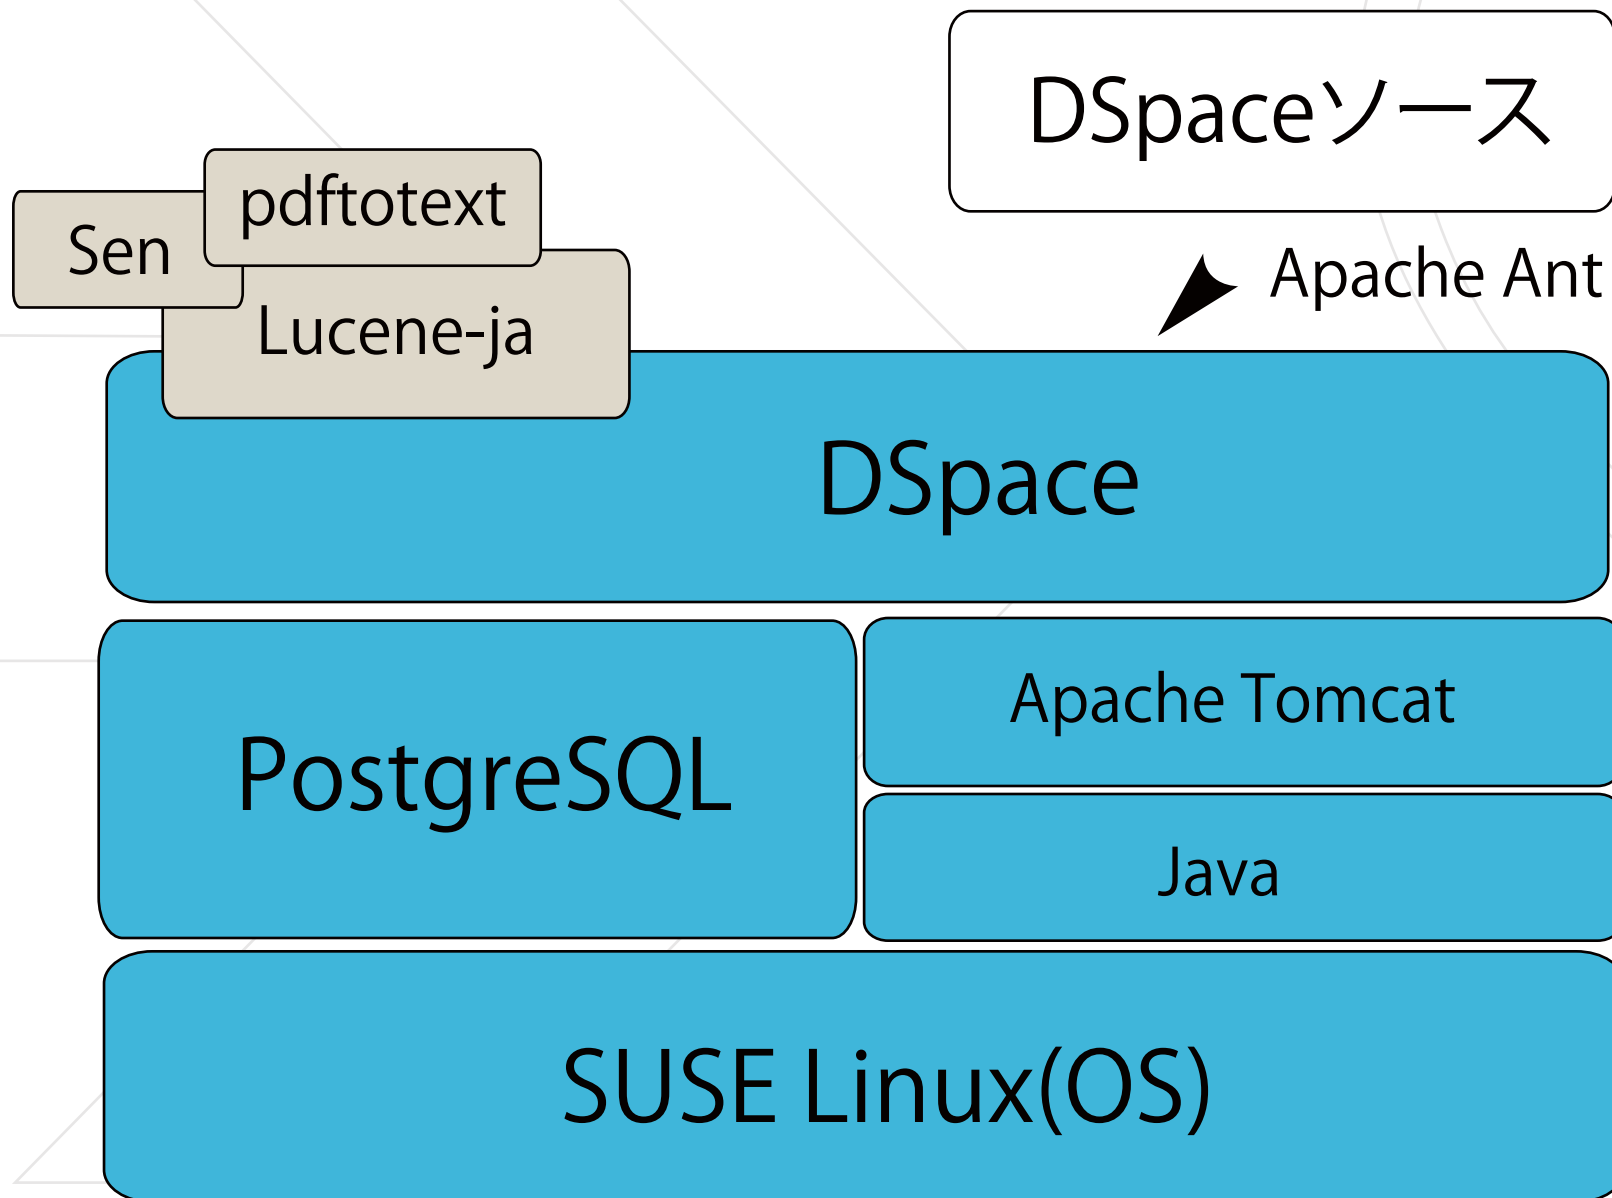 DSpaceソース
pdftotext
Sen
Apache Ant
Lucene-ja
DSpace
PostgreSQL
Apache Tomcat
Java
SUSE Linux(OS)